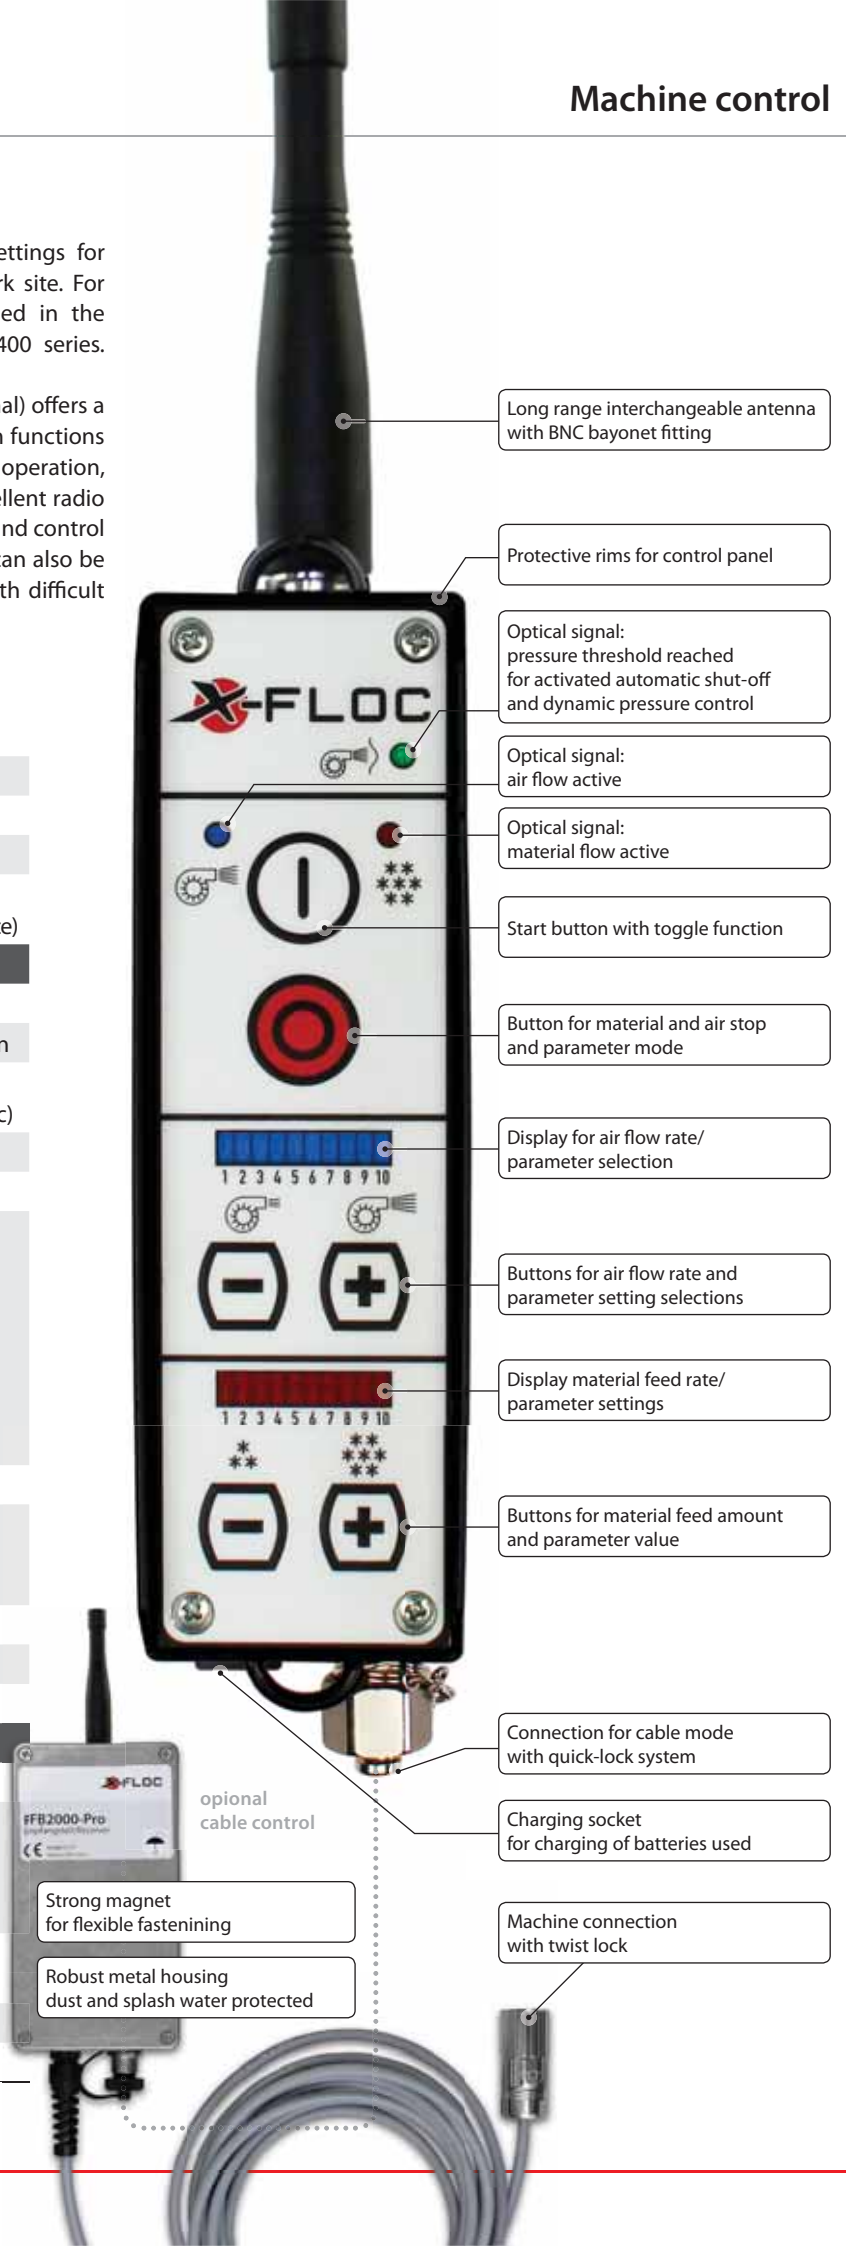 Machine control
ettings for
rk site. For
ed in the
400 series.
al) offers a
n functions
operation,
ellent radio
nd control
can also be
th difficult
e)
n
c)
Long range interchangeable antenna
with BNC bayonet fitting
Protective rims for control panel
Optical signal:
pressure threshold reached
for activated automatic shut-off
and dynamic pressure control
Optical signal:
air flow active
Optical signal:
material flow active
Start button with toggle function
Button for material and air stop
and parameter mode
Display for air flow rate/
parameter selection
Buttons for air flow rate and
parameter setting selections
Display material feed rate/
parameter settings
Buttons for material feed amount
and parameter value
Connection for cable mode
with quick-lock system
Charging socket
for charging of batteries used
Machine connection
with twist lock
X-FLOC
1 2 3 4 5 6 7 8 9 10
1 2 3 4 5 6 7 8 9 10
opional
cable control
X-FLOC
FFB2000-Pro
CE
Strong magnet
for flexible fastenining
Robust metal housing
dust and splash water protected